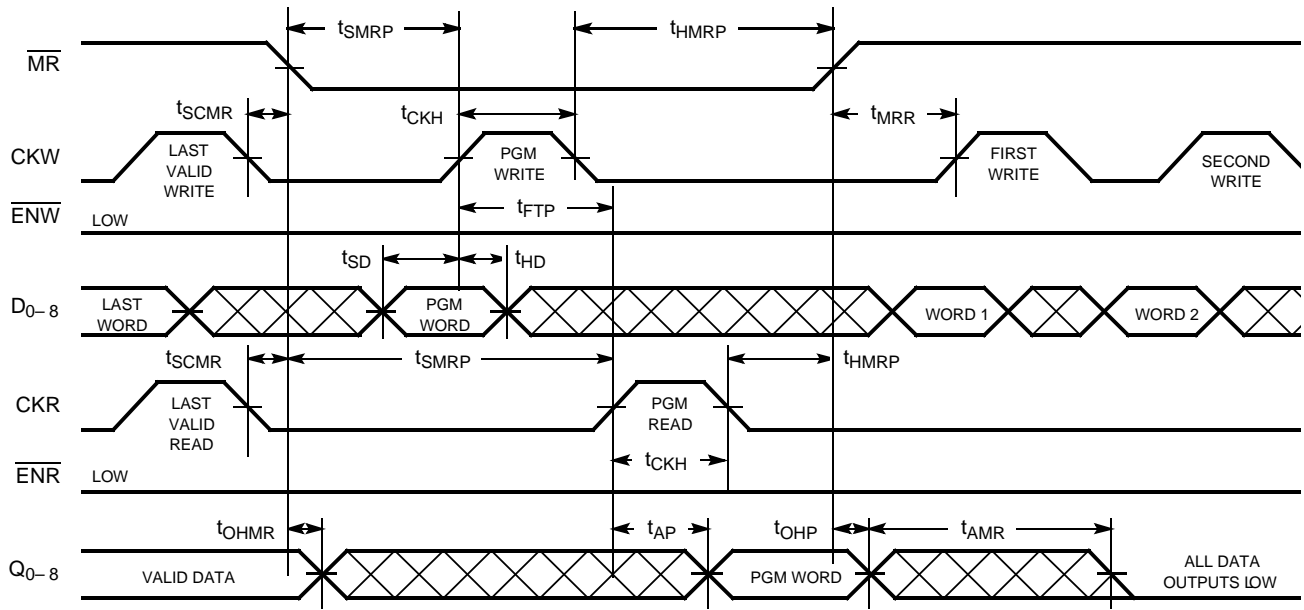 tSMRP
tHMRP
MR
tSCMR
tCKH
tMRR
CKW
LAST
VALID
WRITE
PGM
WRITE
FIRST
WRITE
SECOND
WRITE
ENW
LOW
tFTP
tSD
tHD
D0–8
LAST
WORD
PGM
WORD
WORD 1
WORD 2
tSCMR
tSMRP
tHMRP
CKR
LAST
VALID
READ
PGM
READ
ENR
LOW
tCKH
tOHMR
tAP
tOHP
tAMR
Q0–8
VALID DATA
PGM WORD
ALL DATA
OUTPUTS LOW